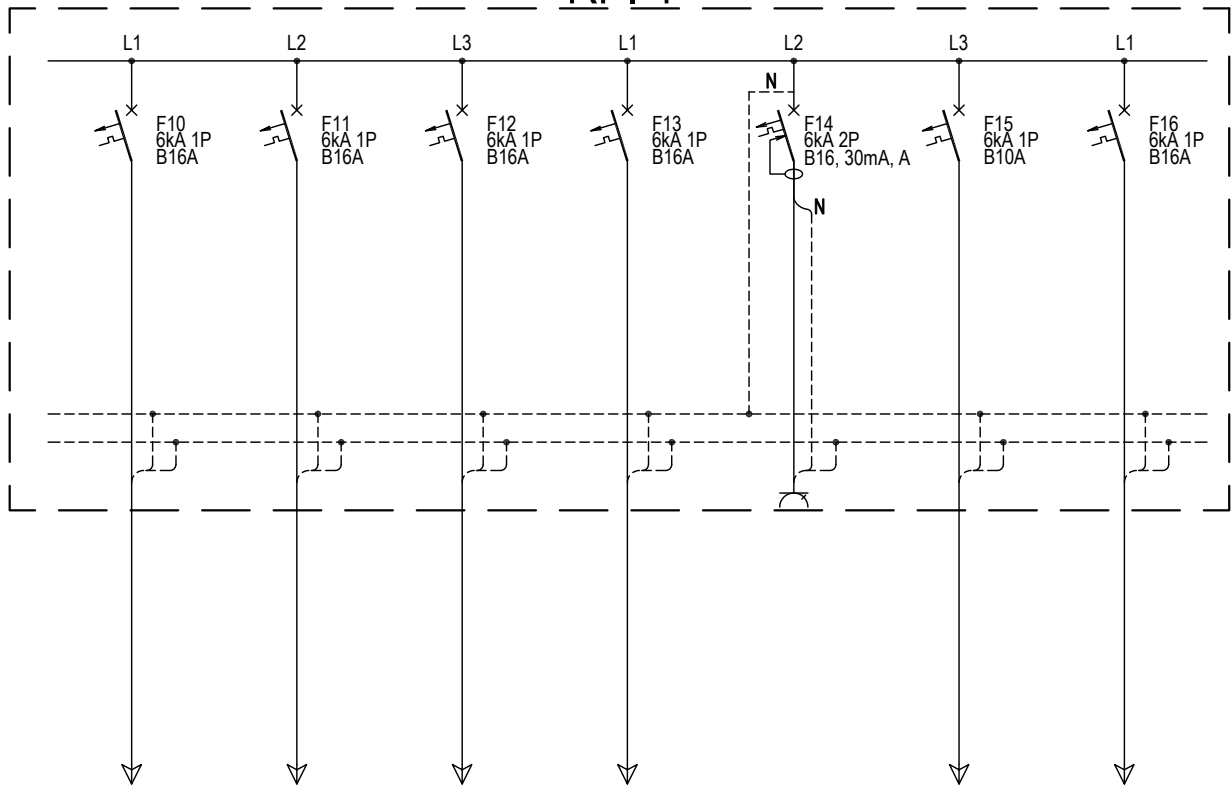 L1 L2 L3 L1 L2 L3 L1
N
F10
6kA 1P
B16A
F11
6kA 1P
B16A
F12
6kA 1P
B16A
F13
6kA 1P
B16A
F14
6kA 2P
B16, 30mA, A
F15
6kA 1P
B10A
F16
6kA 1P
B16A
N